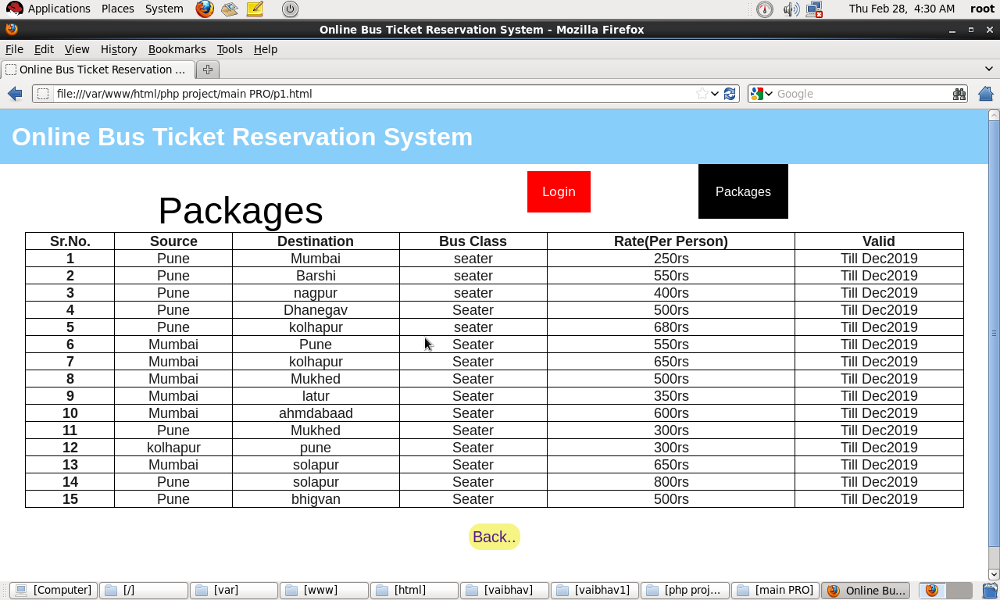 Applications Places System Thu Feb 28, 4:30 AM root
Online Bus Ticket Reservation System - Mozilla Firefox
File Edit View History Bookmarks Tools Help
Online Bus Ticket Reservation ...
file:///var/www/html/php project/main PRO/p1.html Google
Online Bus Ticket Reservation System
Login Packages
Packages
Sr.No. Source Destination Bus Class Rate(Per Person) Valid
1 Pune Mumbai seater 250rs Till Dec2019
2 Pune Barshi seater 550rs Till Dec2019
3 Pune nagpur seater 400rs Till Dec2019
4 Pune Dhanegav Seater 500rs Till Dec2019
5 Pune kolhapur seater 680rs Till Dec2019
6 Mumbai Pune Seater 550rs Till Dec2019
7 Mumbai kolhapur Seater 650rs Till Dec2019
8 Mumbai Mukhed Seater 500rs Till Dec2019
9 Mumbai latur Seater 350rs Till Dec2019
10 Mumbai ahmdabaad Seater 600rs Till Dec2019
11 Pune Mukhed Seater 300rs Till Dec2019
12 kolhapur pune Seater 300rs Till Dec2019
13 Mumbai solapur Seater 650rs Till Dec2019
14 Pune solapur Seater 800rs Till Dec2019
15 Pune bhigvan Seater 500rs Till Dec2019
Back..
[Computer] [/] [var] [www] [html] [vaibhav] [vaibhav1] [php proj... [main PRO] Online Bu...